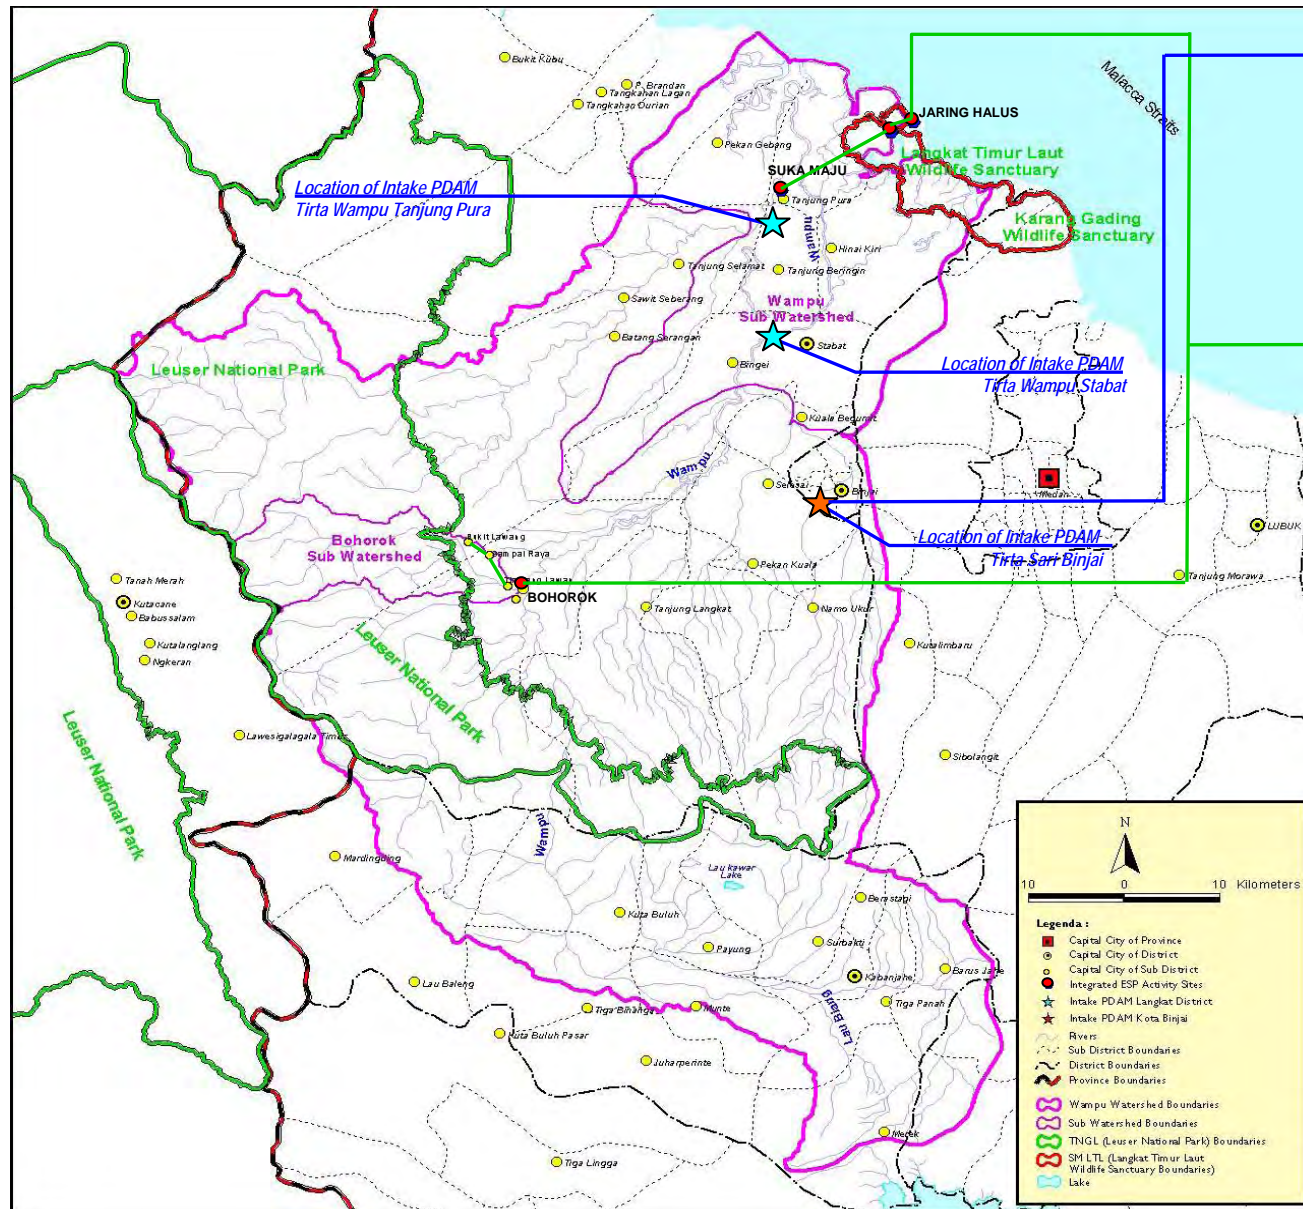 Bukit Kubu
P. Brandan
Tangkahan Lagan
Tangkahao Durian
Malacca Straits
JARING HALUS
Pekan Gebang
Langkat Timur Laut
Wildlife Sanctuary
SUKA MAJU
Location of Intake PDAM
Tirta Wampu Tanjung Pura
Tanjung Pura
Karang Gading
Wildlife Sanctuary
Wampu
Hinai Kiri
Tanjung Selamat
Tanjung Beringin
Sawit Seberang
Wampu
Sub Watershed
Batang Serangan
Stabat
Bingei
Leuser National Park
Location of Intake PDAM
Tirta Wampu Stabat
Wampu
Binjai
Medan
LUBUK
Bohorok
Sub Watershed
Bukit Lawang
Location of Intake PDAM
Tirta Sari Binjai
Pekan Kuala
Tanjung Morawa
Tanah Merah
Kutacane
Babussalam
BOHOROK
Tanjung Langkat
Namo Ukur
Kutalanglang
Ngkeran
Kutalimbaru
Leuser National Park
Leuser National Park
Lawesigalagala Timur
Sibolangit
Wampu
Mardingding
Lau kawar
Lake
Berastagi
Kuta Buluh
Payung
Surbakti
Lau Baleng
Kabanjahe
Barus Jahe
Tiga Binanga
Munte
Lau Biang
Tiga Panah
Kuta Buluh Pasar
Juharperinte
Merek
Tiga Lingga
N
10 0 10 Kilometers
Legenda :
Capital City of Province
Capital City of District
Capital City of Sub District
Integrated ESP Activity Sites
Intake PDAM Langkat District
Intake PDAM Kota Binjai
Rivers
Sub District Boundaries
District Boundaries
Province Boundaries
Wampu Watershed Boundaries
Sub Watershed Boundaries
TNGL (Leuser National Park) Boundaries
SM LTL (Langkat Timur Laut
Wildlife Sanctuary Boundaries)
Lake